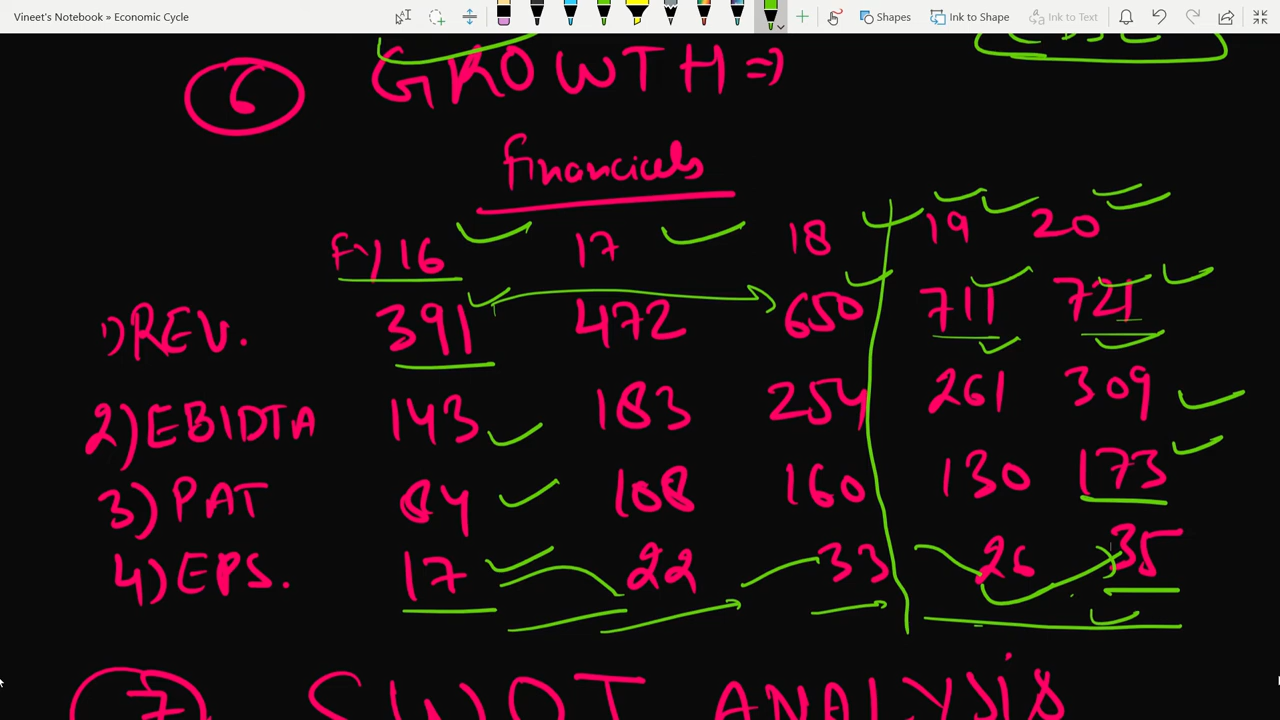 Vineet's Notebook » Economic Cycle
Shapes Ink to Shape Ink to Text
6 GROWTH =>
Financials
FY 16 17 18 19 20
1) REV. 391 472 650 711 721
2) EBIDTA 143 183 254 261 309
3) PAT 84 108 160 130 173
4) EPS. 17 22 33 26 35
7 SWOT ANALYSIS